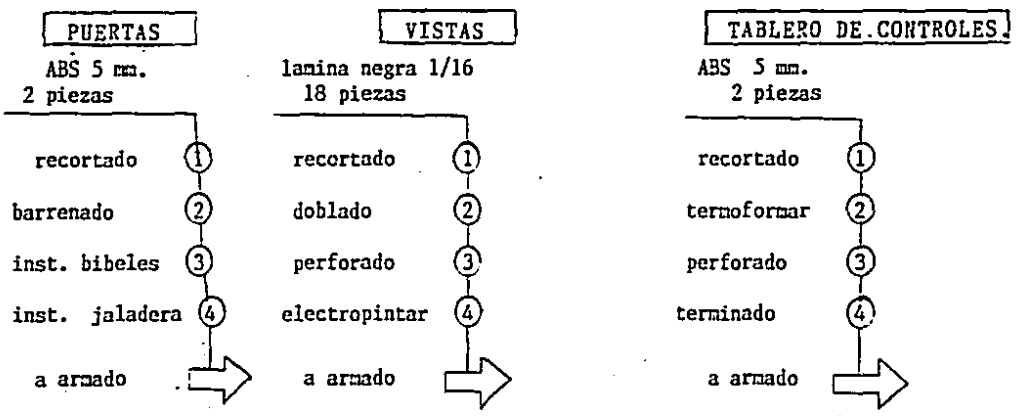 PUERTAS
ABS 5 mm.
2 piezas
recortado 1
barrenado 2
inst. bibeles 3
inst. jaladera 4
a armado
VISTAS
lamina negra 1/16
18 piezas
recortado 1
doblado 2
perforado 3
electropintar 4
a armado
TABLERO DE CONTROLES.
ABS 5 mm.
2 piezas
recortado 1
termoformar 2
perforado 3
terminado 4
a armado